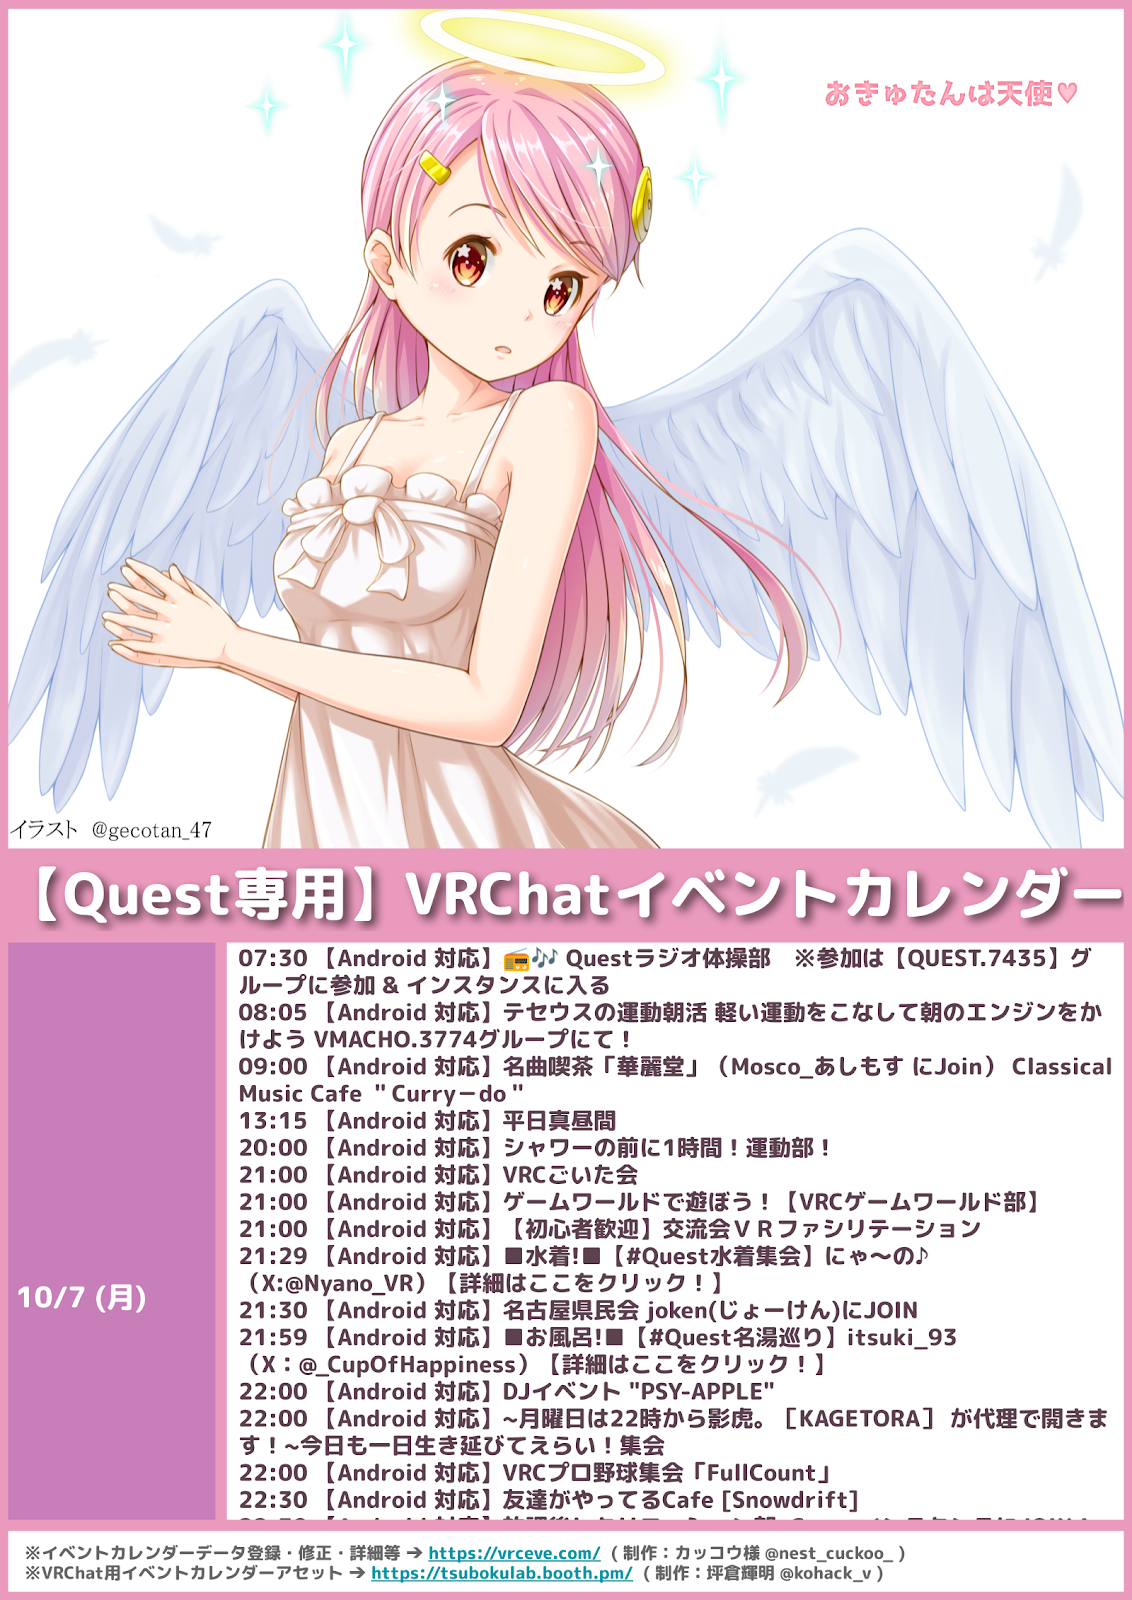 おきゅたんは天使♥
イラスト @gecotan_47
【Quest専用】VRChatイベントカレンダー
10/7 (月)
07:30 【Android 対応】📻🎶 Questラジオ体操部　※参加は【QUEST.7435】グ
ループに参加 & インスタンスに入る
08:05 【Android 対応】テセウスの運動朝活 軽い運動をこなして朝のエンジンをか
けよう VMACHO.3774グループにて！
09:00 【Android 対応】名曲喫茶「華麗堂」（Mosco_あしもす にJoin） Classical
Music Cafe ＂Curry－do＂
13:15 【Android 対応】平日真昼間
20:00 【Android 対応】シャワーの前に1時間！運動部！
21:00 【Android 対応】VRCごいた会
21:00 【Android 対応】ゲームワールドで遊ぼう！【VRCゲームワールド部】
21:00 【Android 対応】【初心者歓迎】交流会ＶＲファシリテーション
21:29 【Android 対応】■水着!■【#Quest水着集会】にゃ～の♪
（X:@Nyano_VR）【詳細はここをクリック！】
21:30 【Android 対応】名古屋県民会 joken(じょーけん)にJOIN
21:59 【Android 対応】■お風呂!■【#Quest名湯巡り】itsuki_93
（X：@_CupOfHappiness）【詳細はここをクリック！】
22:00 【Android 対応】DJイベント "PSY-APPLE"
22:00 【Android 対応】~月曜日は22時から影虎。［KAGETORA］ が代理で開きま
す！~今日も一日生き延びてえらい！集会
22:00 【Android 対応】VRCプロ野球集会「FullCount」
22:30 【Android 対応】友達がやってるCafe [Snowdrift]
※イベントカレンダーデータ登録・修正・詳細等 → https://vrceve.com/ ( 制作：カッコウ様 @nest_cuckoo_ )
※VRChat用イベントカレンダーアセット → https://tsubokulab.booth.pm/ ( 制作：坪倉輝明 @kohack_v )